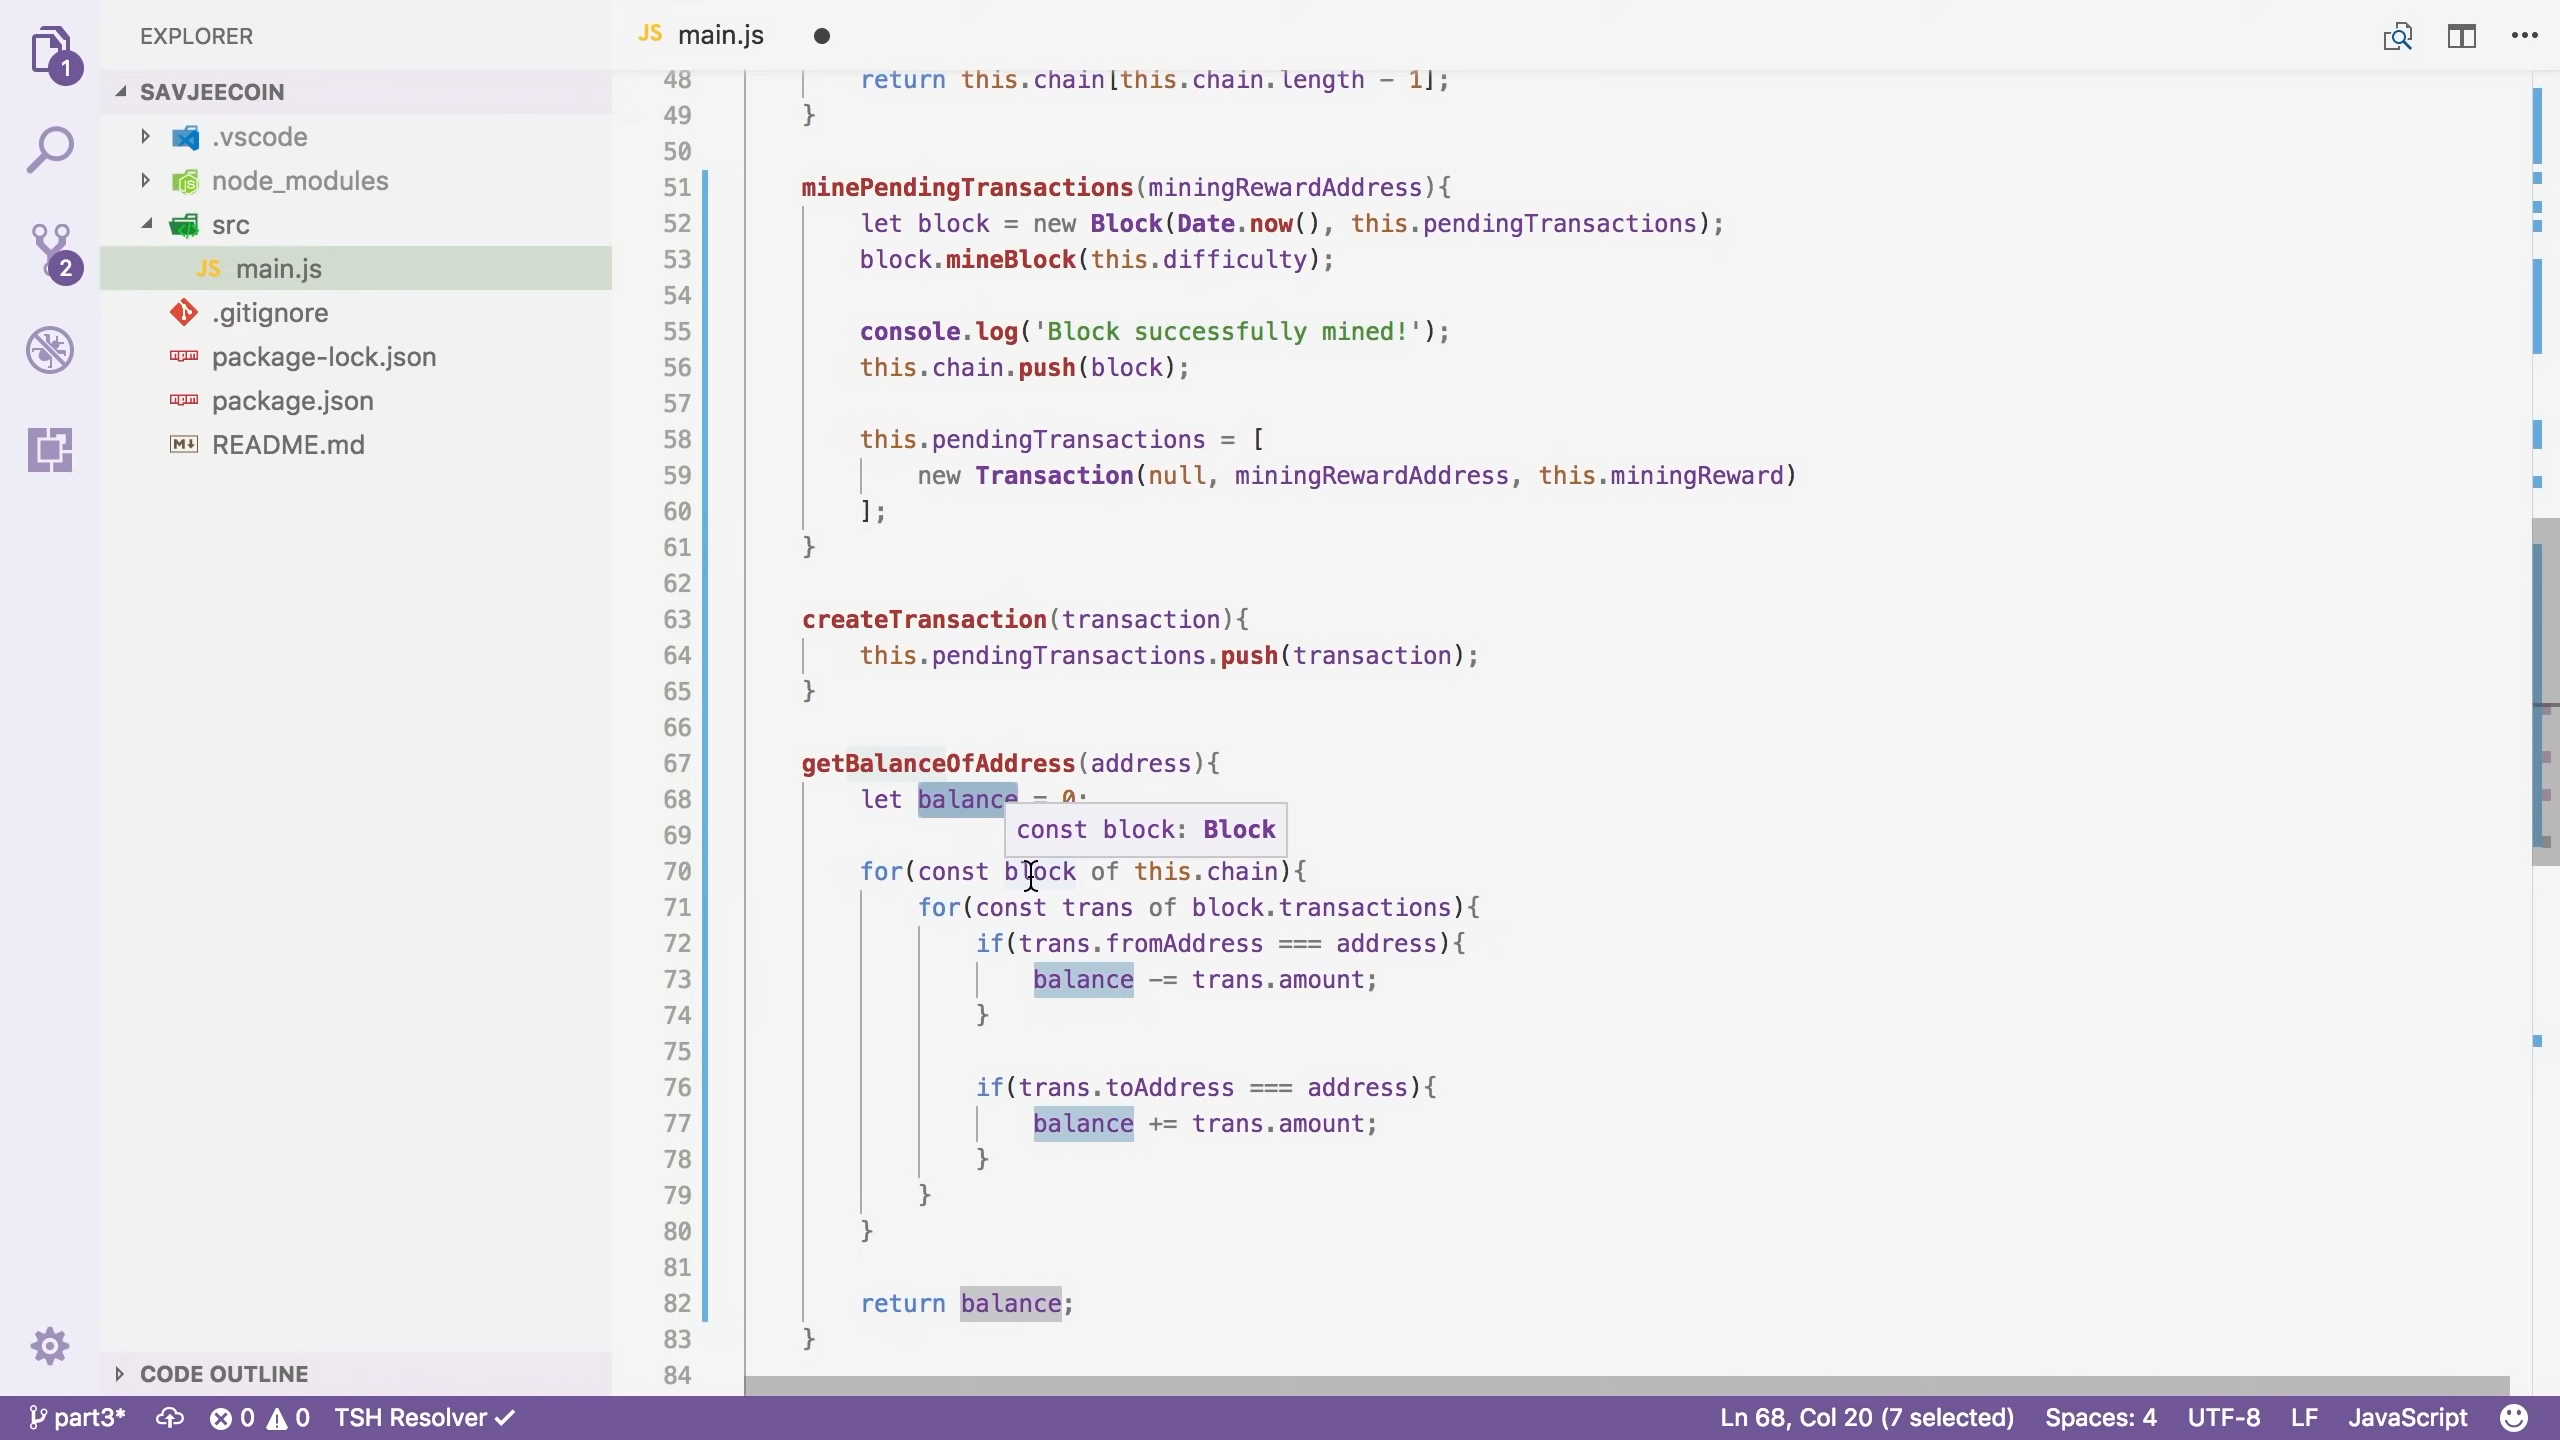 EXPLORER
JS main.js ●
1
SAVJEECOIN
.vscode
node_modules
src
JS main.js
2
.gitignore
package-lock.json
package.json
README.md
48 return this.chain[this.chain.length - 1];
49 }
50
51 minePendingTransactions(miningRewardAddress){
52 let block = new Block(Date.now(), this.pendingTransactions);
53 block.mineBlock(this.difficulty);
54
55 console.log('Block successfully mined!');
56 this.chain.push(block);
57
58 this.pendingTransactions = [
59 new Transaction(null, miningRewardAddress, this.miningReward)
60 ];
61 }
62
63 createTransaction(transaction){
64 this.pendingTransactions.push(transaction);
65 }
66
67 getBalanceOfAddress(address){
68 let balance = 0;
const block: Block
69
70 for(const block of this.chain){
71 for(const trans of block.transactions){
72 if(trans.fromAddress === address){
73 balance -= trans.amount;
74 }
75
76 if(trans.toAddress === address){
77 balance += trans.amount;
78 }
79 }
80 }
81
82 return balance;
83 }
84
CODE OUTLINE
part3* 0 0 TSH Resolver ✓ Ln 68, Col 20 (7 selected) Spaces: 4 UTF-8 LF JavaScript